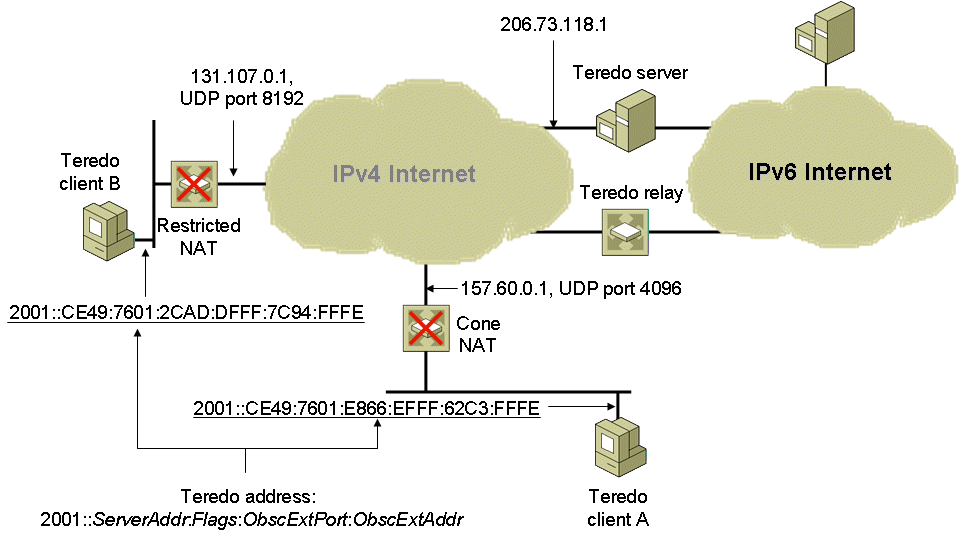 206.73.118.1
Teredo server
131.107.0.1,
UDP port 8192
Teredo
client B
IPv4 Internet
IPv6 Internet
Teredo relay
Restricted
NAT
157.60.0.1, UDP port 4096
2001::CE49:7601:2CAD:DFFF:7C94:FFFE
Cone
NAT
2001::CE49:7601:E866:EFFF:62C3:FFFE
Teredo address:
2001::ServerAddr:Flags:ObscExtPort:ObscExtAddr
Teredo
client A